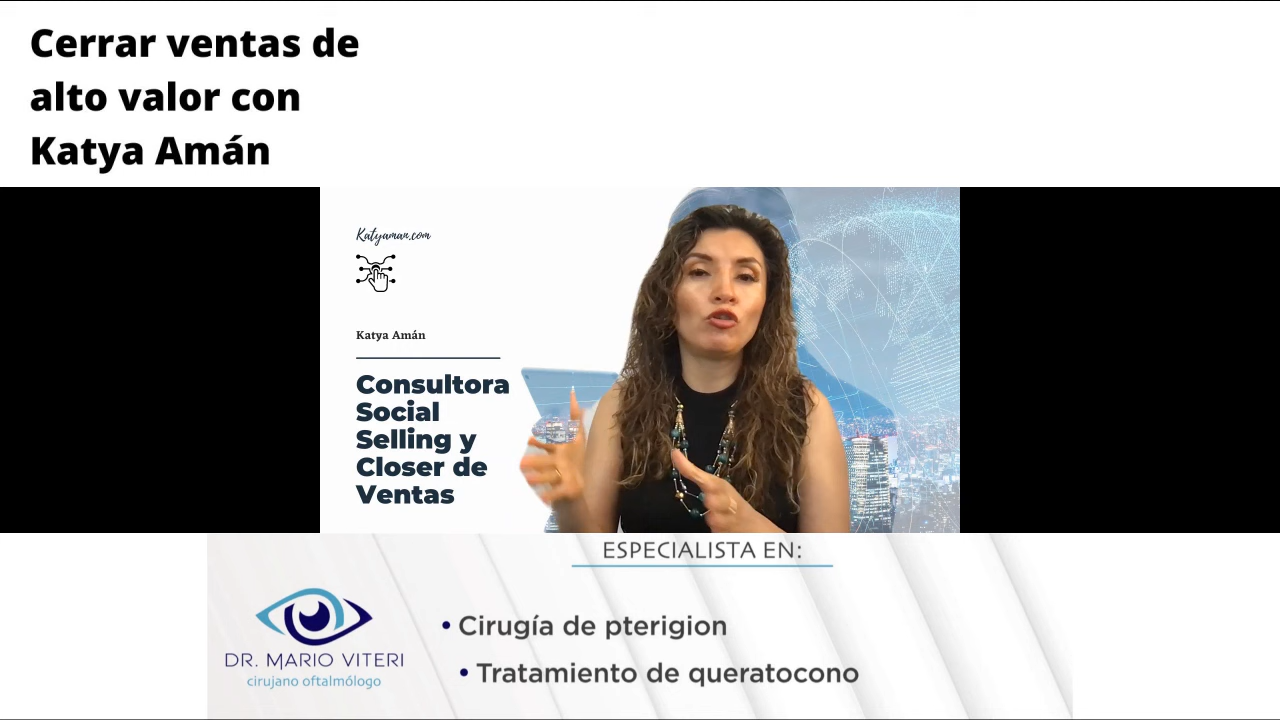 Cerrar ventas de
alto valor con
Katya Amán
Katyaman.com
Katya Amán
Consultora
Social
Selling y
Closer de
Ventas
ESPECIALISTA EN:
DR. MARIO VITERI
cirujano oftalmólogo
• Cirugía de pterigion
• Tratamiento de queratocono